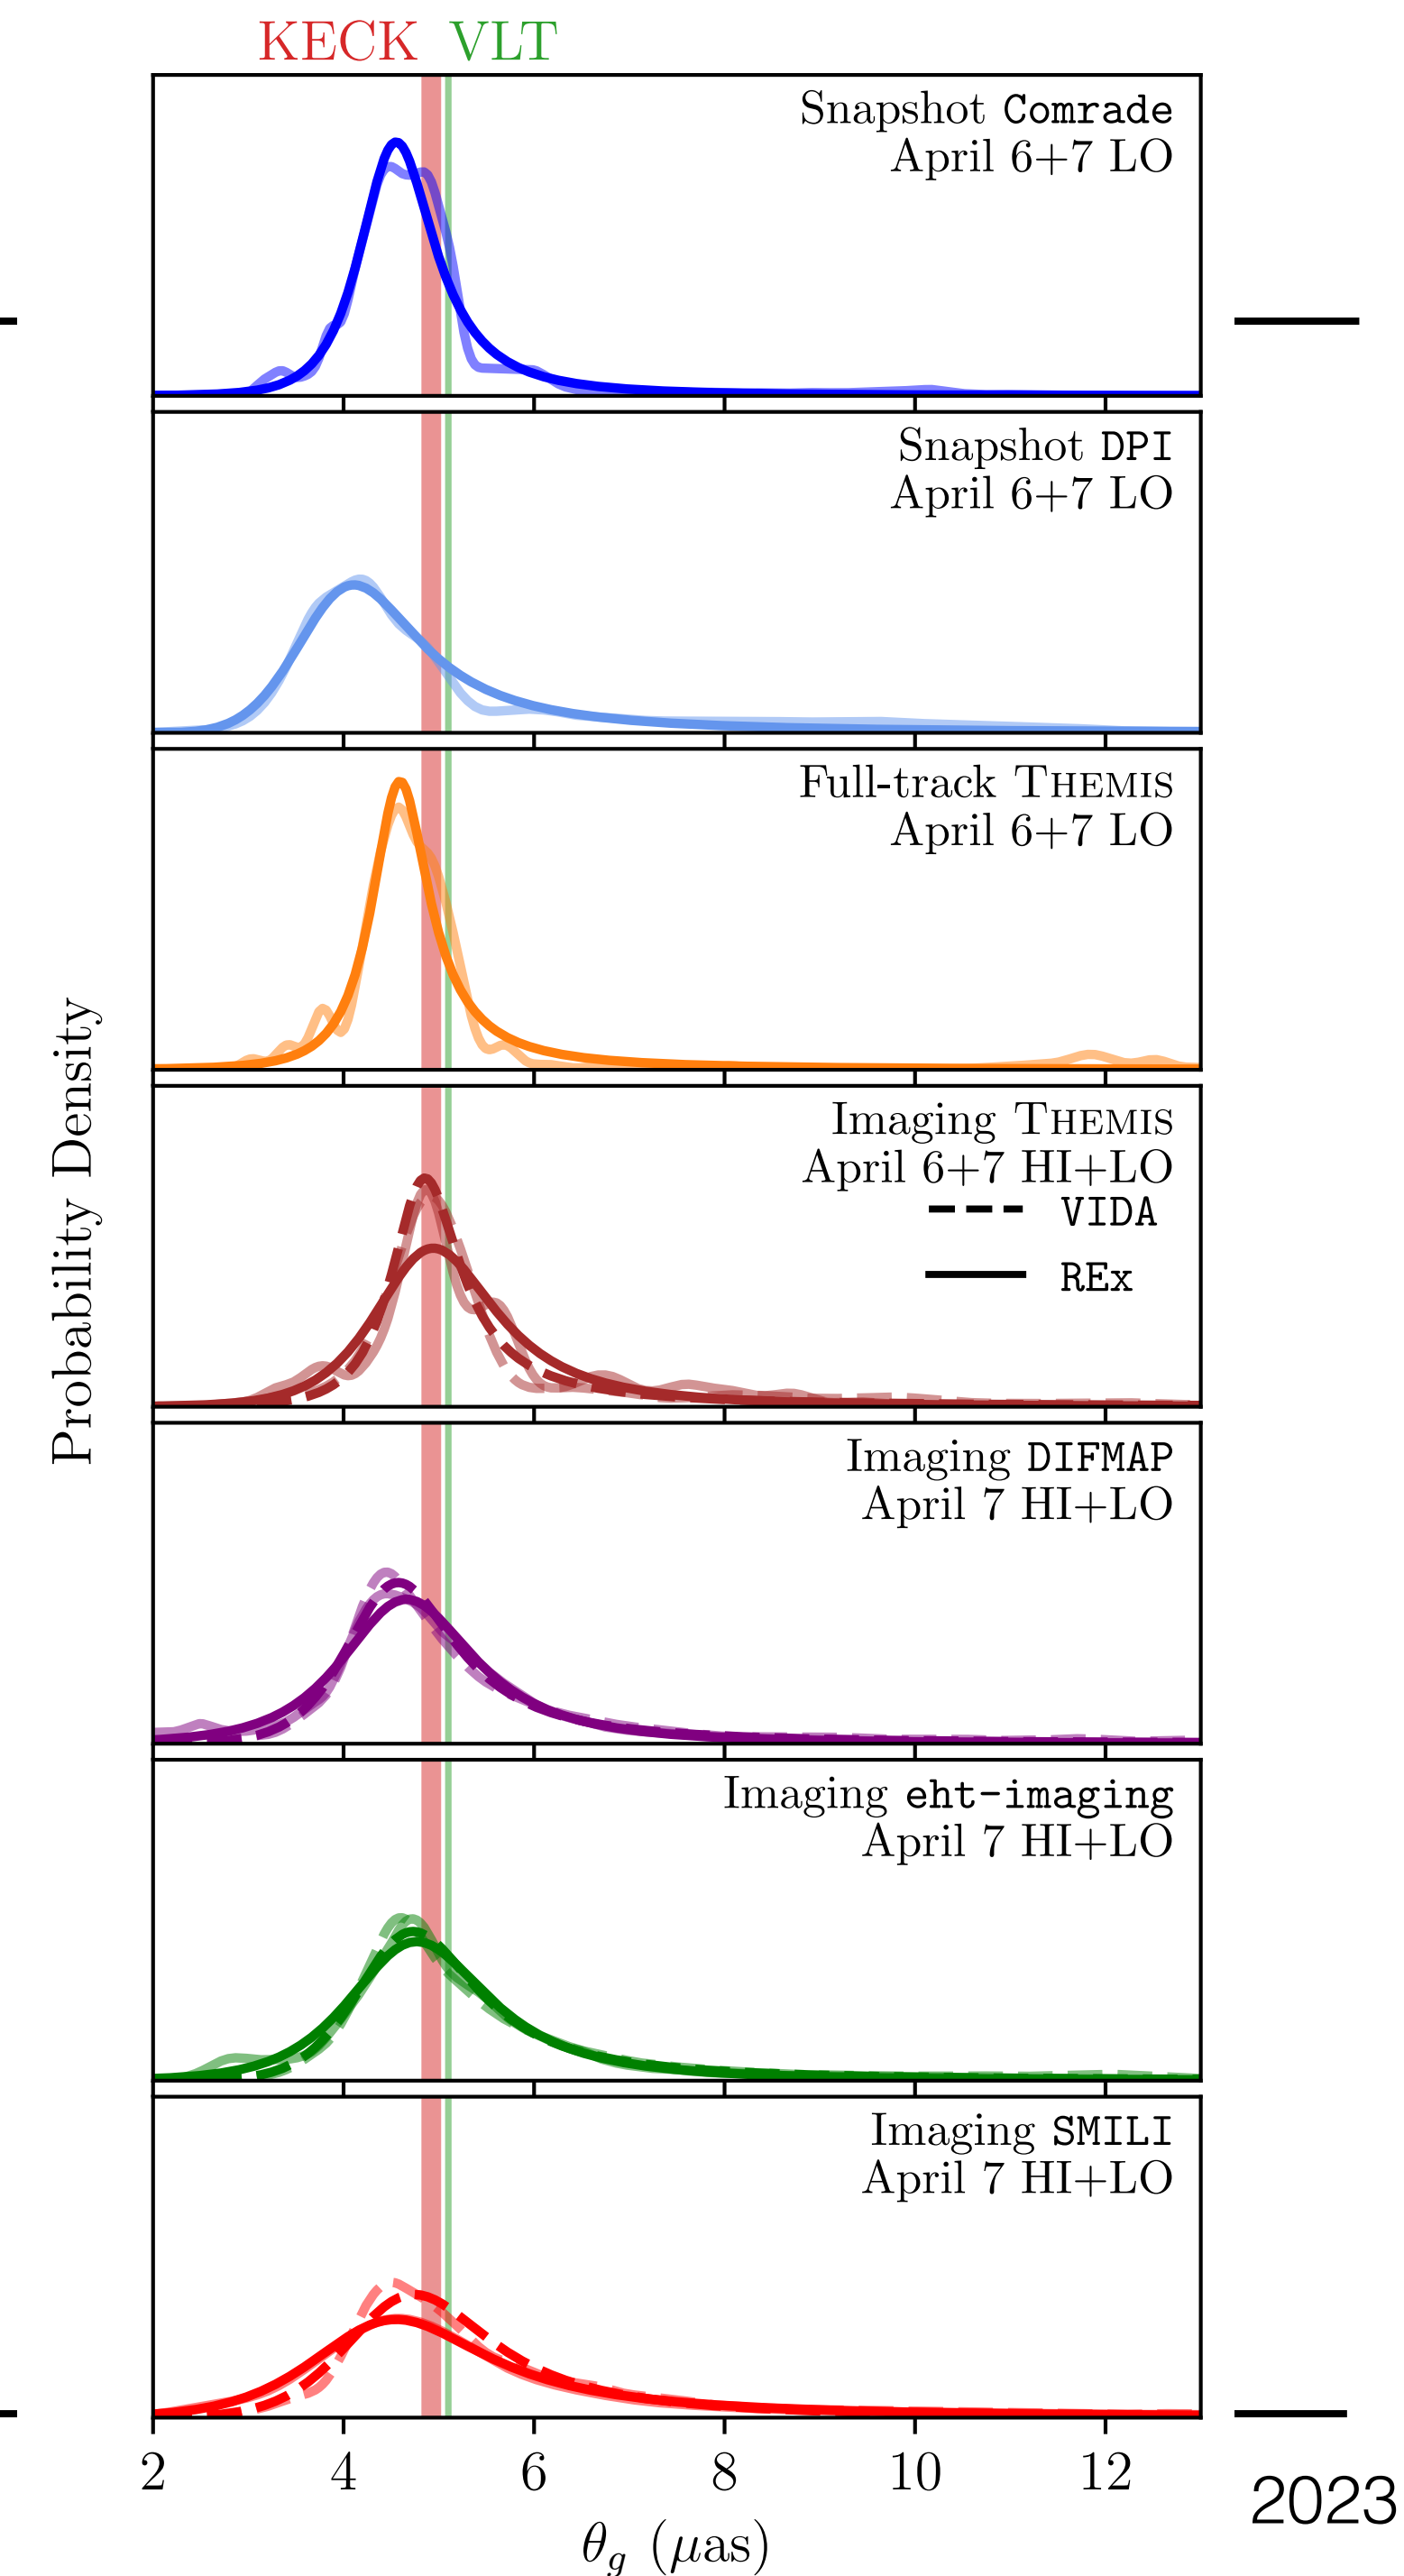 KECK VLT
Snapshot Comrade
April 6+7 LO
Snapshot DPI
April 6+7 LO
Full-track THEMIS
April 6+7 LO
Imaging THEMIS
April 6+7 HI+LO
VIDA
REx
Imaging DIFMAP
April 7 HI+LO
Imaging eht-imaging
April 7 HI+LO
Imaging SMILI
April 7 HI+LO
Probability Density
2 4 6 8 10 12
θg (μas)
2023